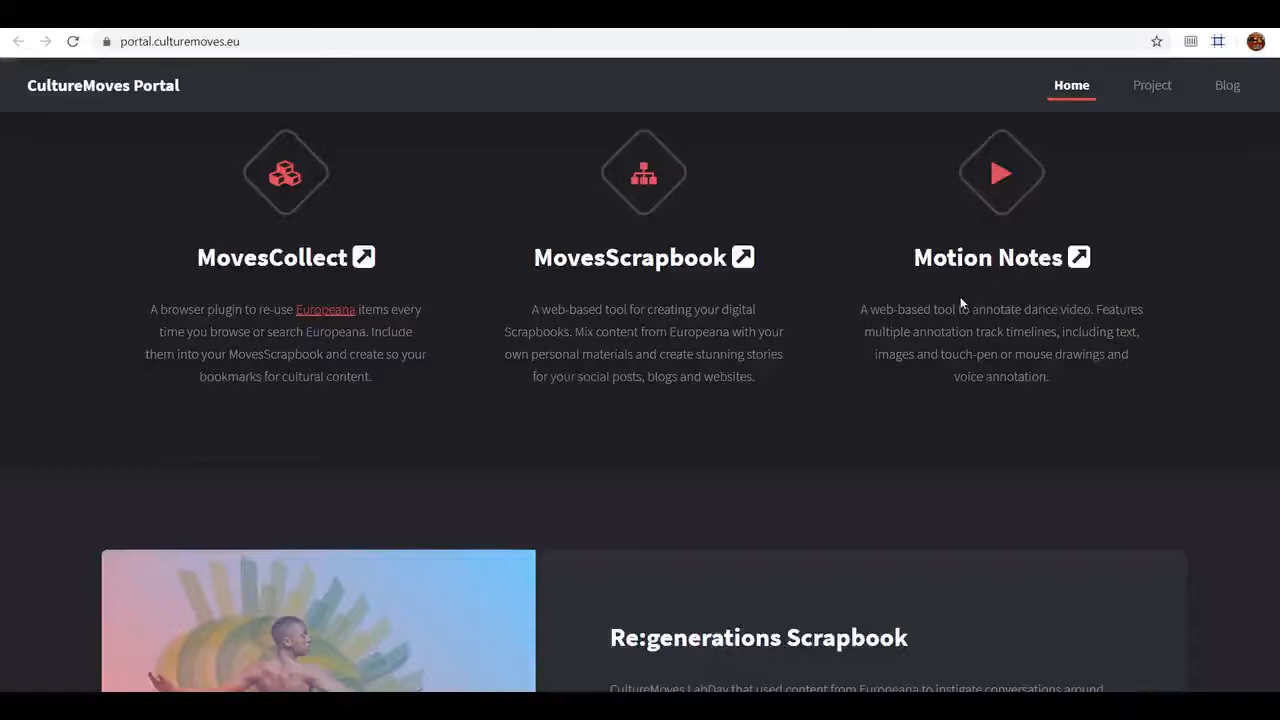 portal.culturemoves.eu
CultureMoves Portal
Home
Project
Blog
MovesCollect
A browser plugin to re-use Europeana items every
time you browse or search Europeana. Include
them into your MovesScrapbook and create so your
bookmarks for cultural content.
MovesScrapbook
A web-based tool for creating your digital
Scrapbooks. Mix content from Europeana with your
own personal materials and create stunning stories
for your social posts, blogs and websites.
Motion Notes
A web-based tool to annotate dance video. Features
multiple annotation track timelines, including text,
images and touch-pen or mouse drawings and
voice annotation.
Re:generations Scrapbook
CultureMoves LabDay that used content from Europeana to instigate conversations around